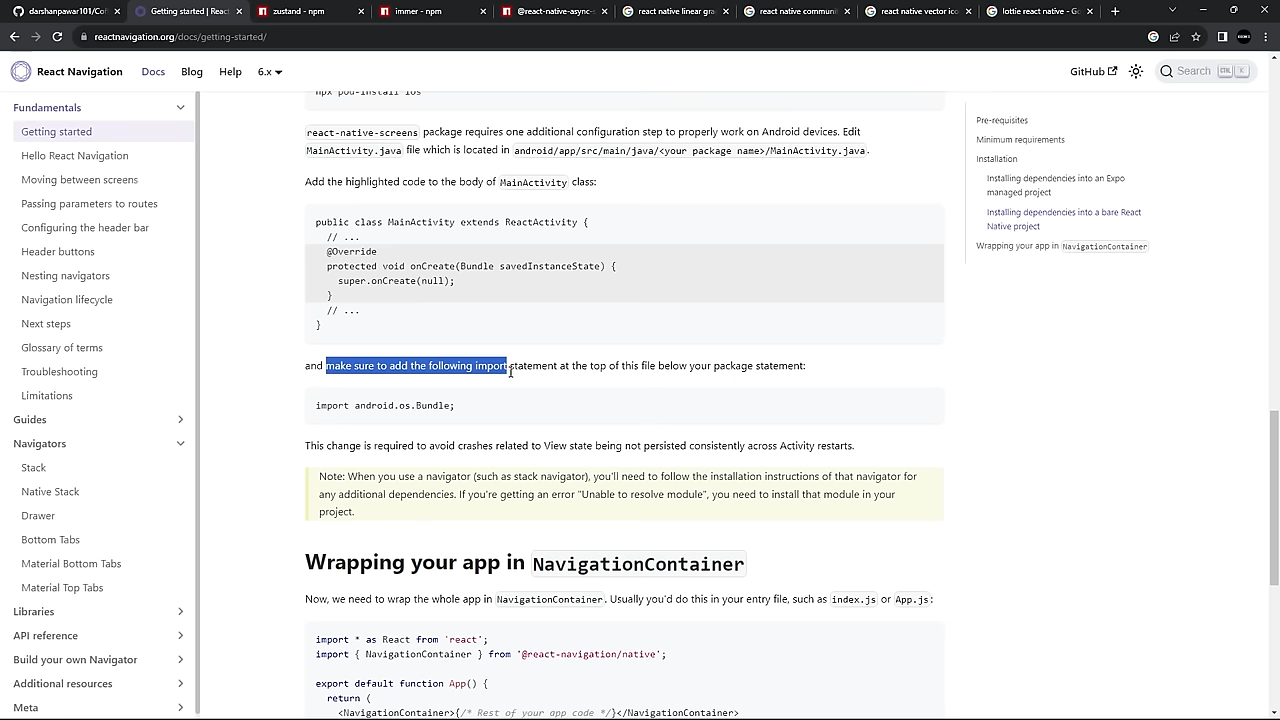 darshanpawar101/Cof
Getting started | React
zustand - npm
immer - npm
@react-native-async-
react native linear gra
react native commun
react native vector ico
lottie react native - Go
reactnavigation.org/docs/getting-started/
React Navigation
Docs
Blog
Help
6.x
GitHub
Search
CTRL
K
Fundamentals
Getting started
Hello React Navigation
Moving between screens
Passing parameters to routes
Configuring the header bar
Header buttons
Nesting navigators
Navigation lifecycle
Next steps
Glossary of terms
Troubleshooting
Limitations
Guides
Navigators
Stack
Native Stack
Drawer
Bottom Tabs
Material Bottom Tabs
Material Top Tabs
Libraries
API reference
Build your own Navigator
Additional resources
Meta
npx pod-install ios
react-native-screens package requires one additional configuration step to properly work on Android devices. Edit
MainActivity.java file which is located in android/app/src/main/java/<your package name>/MainActivity.java.
Add the highlighted code to the body of MainActivity class:
public class MainActivity extends ReactActivity {
// ...
@Override
protected void onCreate(Bundle savedInstanceState) {
super.onCreate(null);
}
// ...
}
and make sure to add the following import statement at the top of this file below your package statement:
import android.os.Bundle;
This change is required to avoid crashes related to View state being not persisted consistently across Activity restarts.
Note: When you use a navigator (such as stack navigator), you'll need to follow the installation instructions of that navigator for
any additional dependencies. If you're getting an error "Unable to resolve module", you need to install that module in your
project.
Wrapping your app in NavigationContainer
Now, we need to wrap the whole app in NavigationContainer. Usually you'd do this in your entry file, such as index.js or App.js:
import * as React from 'react';
import { NavigationContainer } from '@react-navigation/native';
export default function App() {
return (
<NavigationContainer>{/* Rest of your app code */}</NavigationContainer>
Pre-requisites
Minimum requirements
Installation
Installing dependencies into an Expo
managed project
Installing dependencies into a bare React
Native project
Wrapping your app in NavigationContainer